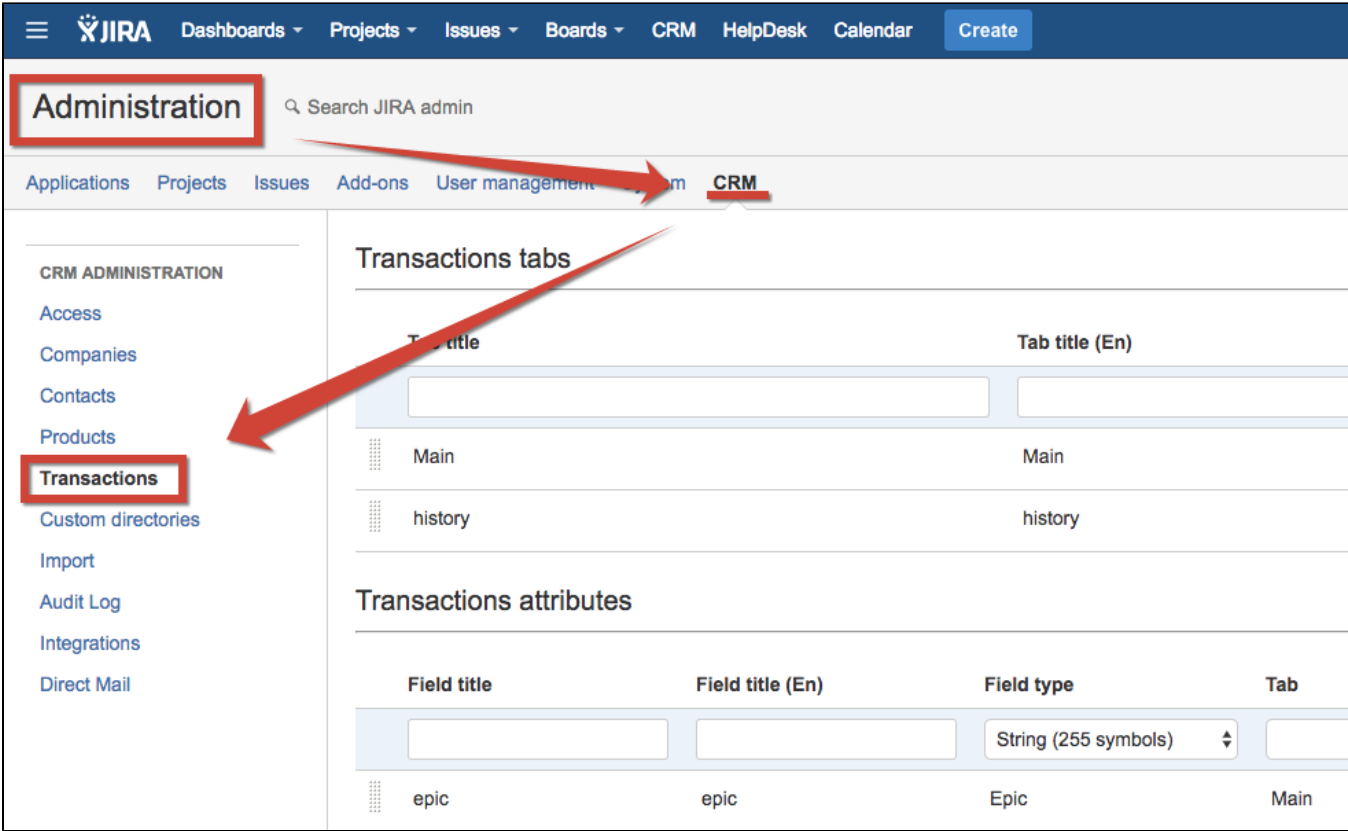 JIRA Dashboards Projects Issues Boards CRM HelpDesk Calendar Create
Administration Search JIRA admin
Applications Projects Issues Add-ons User management CRM
CRM ADMINISTRATION
Access
Companies
Contacts
Products
Transactions
Custom directories
Import
Audit Log
Integrations
Direct Mail
Transactions tabs
Tab title Tab title (En)
Main Main
history history
Transactions attributes
Field title Field title (En) Field type Tab
String (255 symbols)
epic epic Epic Main